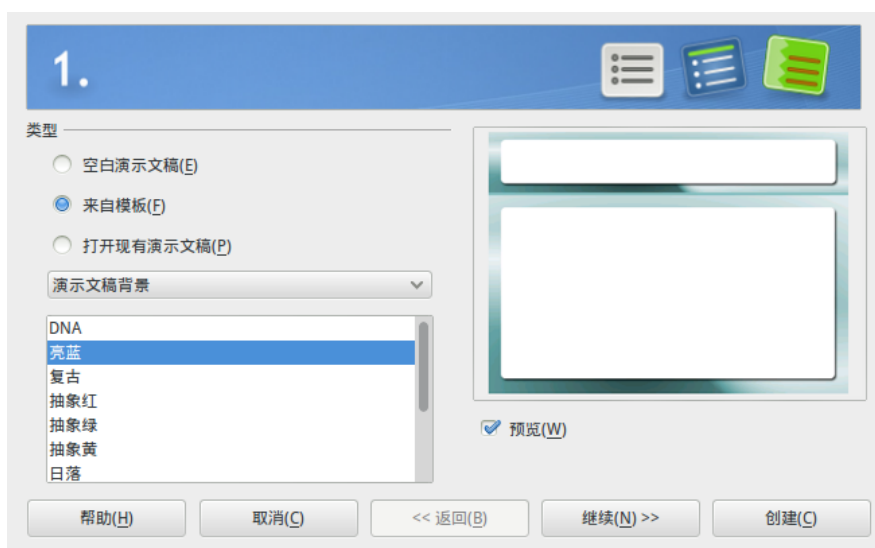 1.
类型
空白演示文稿(E)
来自模板(F)
打开现有演示文稿(P)
演示文稿背景
DNA
亮蓝
复古
抽象红
抽象绿
抽象黄
日落
预览(W)
帮助(H) 取消(C) << 返回(B) 继续(N) >> 创建(C)